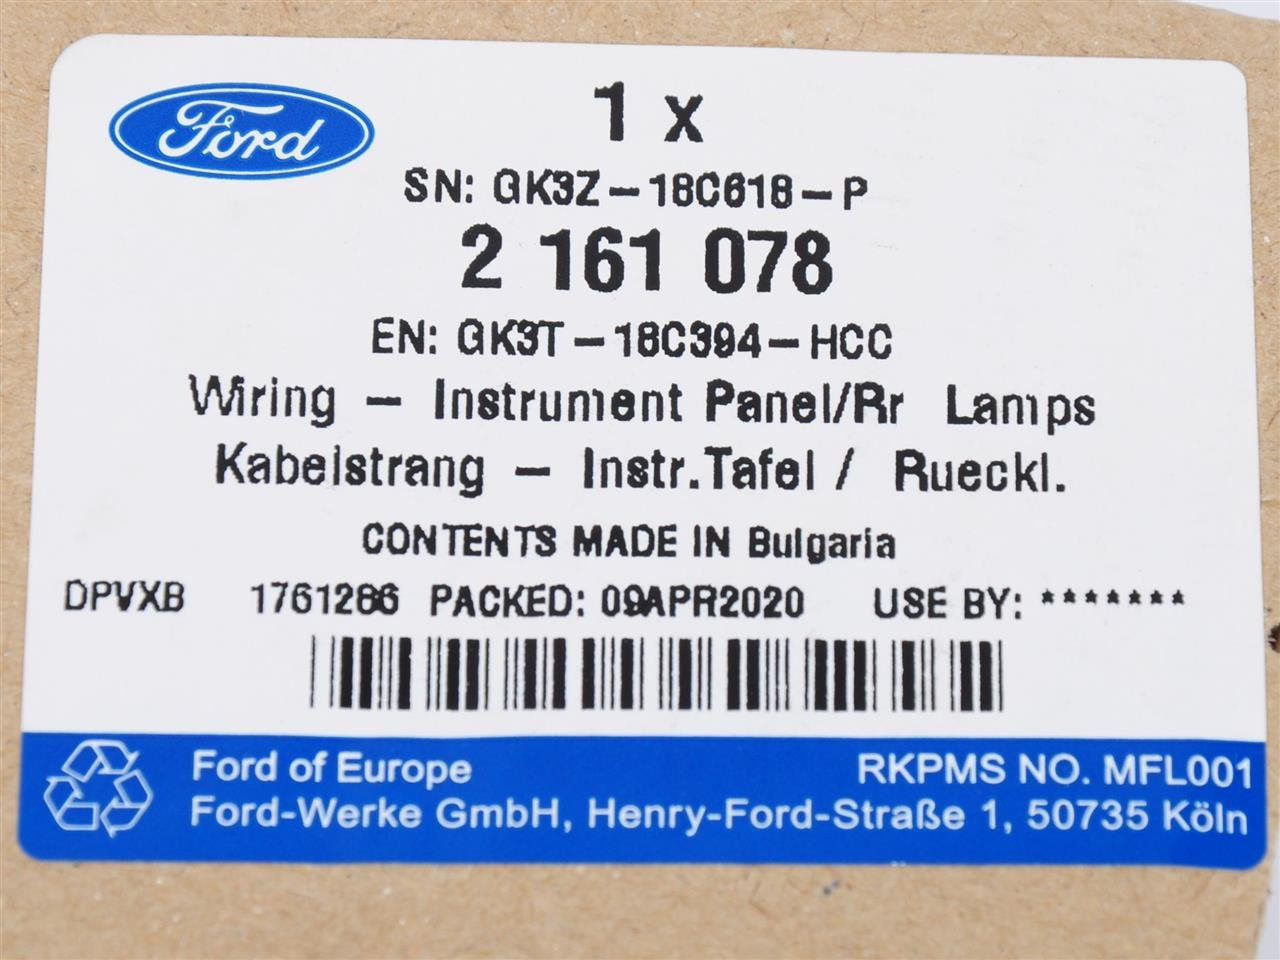 Ford
1 x
SN: GK3Z-18C618-P
2 161 078
EN: GK3T-18C394-HCC
Wiring - Instrument Panel/Rr Lamps
Kabelstrang - Instr.Tafel / Rueckl.
CONTENTS MADE IN Bulgaria
DPVXB 1761286 PACKED: 09APR2020 USE BY: *******
Ford of Europe RKPMS NO. MFL001
Ford-Werke GmbH, Henry-Ford-Straße 1, 50735 Köln